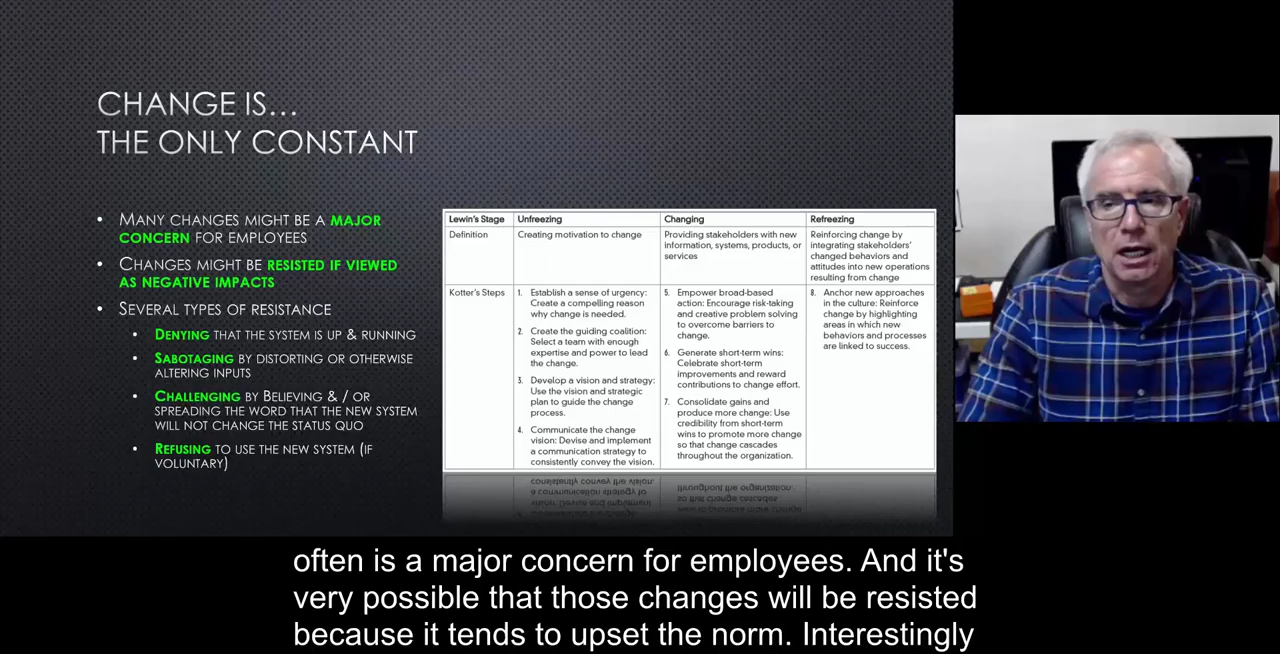 CHANGE IS...
THE ONLY CONSTANT
• MANY CHANGES MIGHT BE A MAJOR
CONCERN FOR EMPLOYEES
• CHANGES MIGHT BE RESISTED IF VIEWED
AS NEGATIVE IMPACTS
• SEVERAL TYPES OF RESISTANCE
• DENYING THAT THE SYSTEM IS UP & RUNNING
• SABOTAGING BY DISTORTING OR OTHERWISE
ALTERING INPUTS
• CHALLENGING BY BELIEVING & / OR
SPREADING THE WORD THAT THE NEW SYSTEM
WILL NOT CHANGE THE STATUS QUO
• REFUSING TO USE THE NEW SYSTEM (IF
VOLUNTARY)
Lewin's Stage Unfreezing Changing Refreezing
Definition
Creating motivation to change
Providing stakeholders with new
information, systems, products, or
services
Reinforcing change by
integrating stakeholders'
changed behaviors and
attitudes into new operations
resulting from change
Kotter's Steps
1. Establish a sense of urgency:
Create a compelling reason
why change is needed.
2. Create the guiding coalition:
Select a team with enough
expertise and power to lead
the change.
3. Develop a vision and strategy:
Use the vision and strategic
plan to guide the change
process.
4. Communicate the change
vision: Devise and implement
a communication strategy to
consistently convey the vision.
5. Empower broad-based
action: Encourage risk-taking
and creative problem solving
to overcome barriers to
change.
6. Generate short-term wins:
Celebrate short-term
improvements and reward
contributions to change effort.
7. Consolidate gains and
produce more change: Use
credibility from short-term
wins to promote more change
so that change cascades
throughout the organization.
8. Anchor new approaches
in the culture: Reinforce
change by highlighting
areas in which new
behaviors and processes
are linked to success.
often is a major concern for employees. And it's
very possible that those changes will be resisted
because it tends to upset the norm. Interestingly